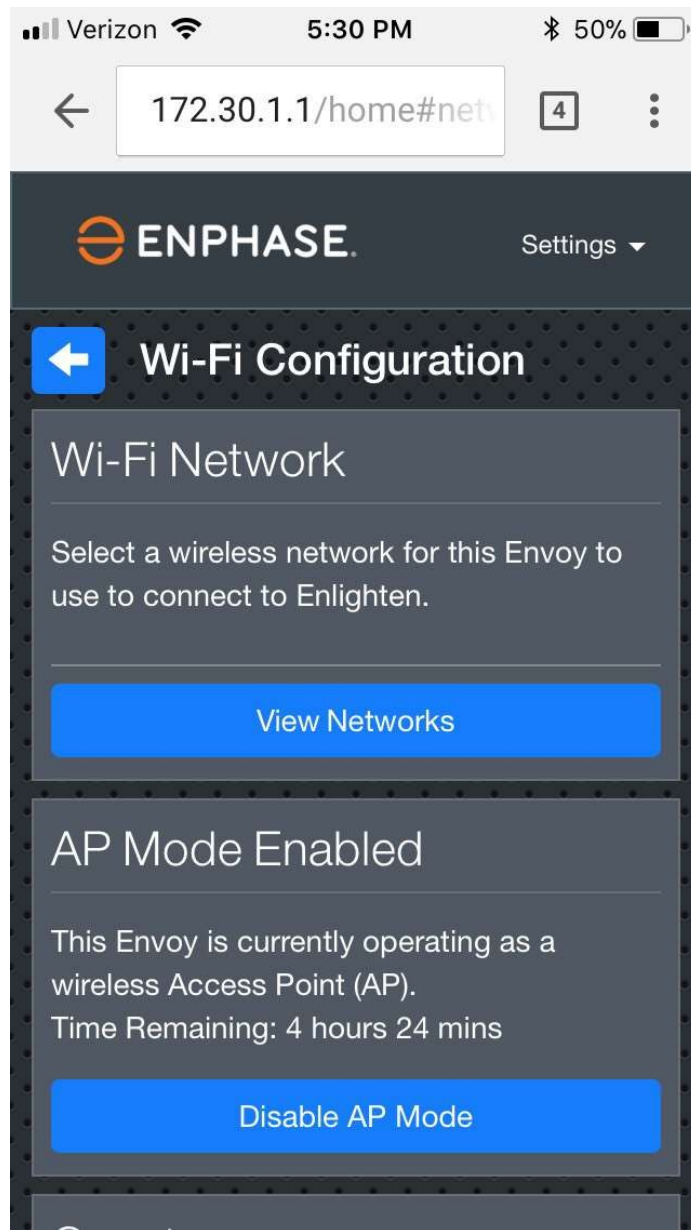 Verizon 5:30 PM 50%
172.30.1.1/home#net 4
ENPHASE. Settings
Wi-Fi Configuration
Wi-Fi Network
Select a wireless network for this Envoy to
use to connect to Enlighten.
View Networks
AP Mode Enabled
This Envoy is currently operating as a
wireless Access Point (AP).
Time Remaining: 4 hours 24 mins
Disable AP Mode